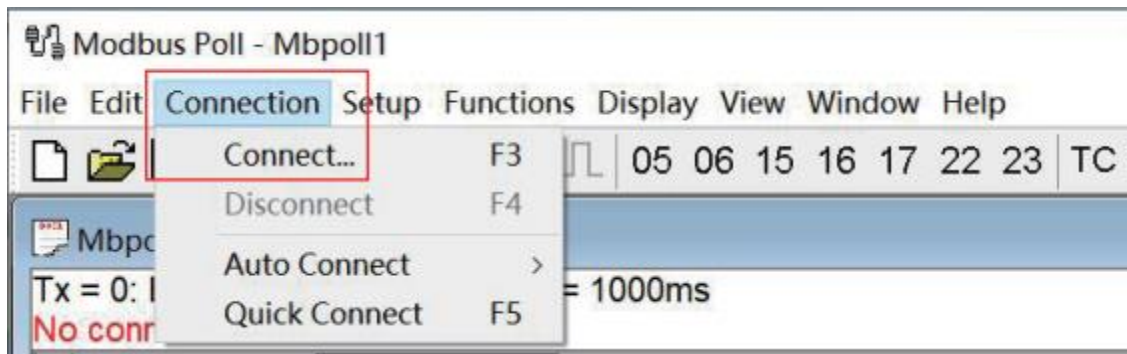 Modbus Poll - Mbpoll1
File Edit Connection Setup Functions Display View Window Help
Connect... F3 05 06 15 16 17 22 23 TC
Disconnect F4
Auto Connect >
Tx = 0: = 1000ms
Quick Connect F5